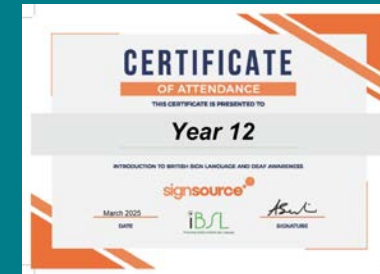 CERTIFICATE
OF ATTENDANCE
THIS CERTIFICATE IS PRESENTED TO
Year 12
INTRODUCTION TO BRITISH SIGN LANGUAGE AND DEAF AWARENESS
signsource
March 2025
DATE
iBSL
SIGNATURE